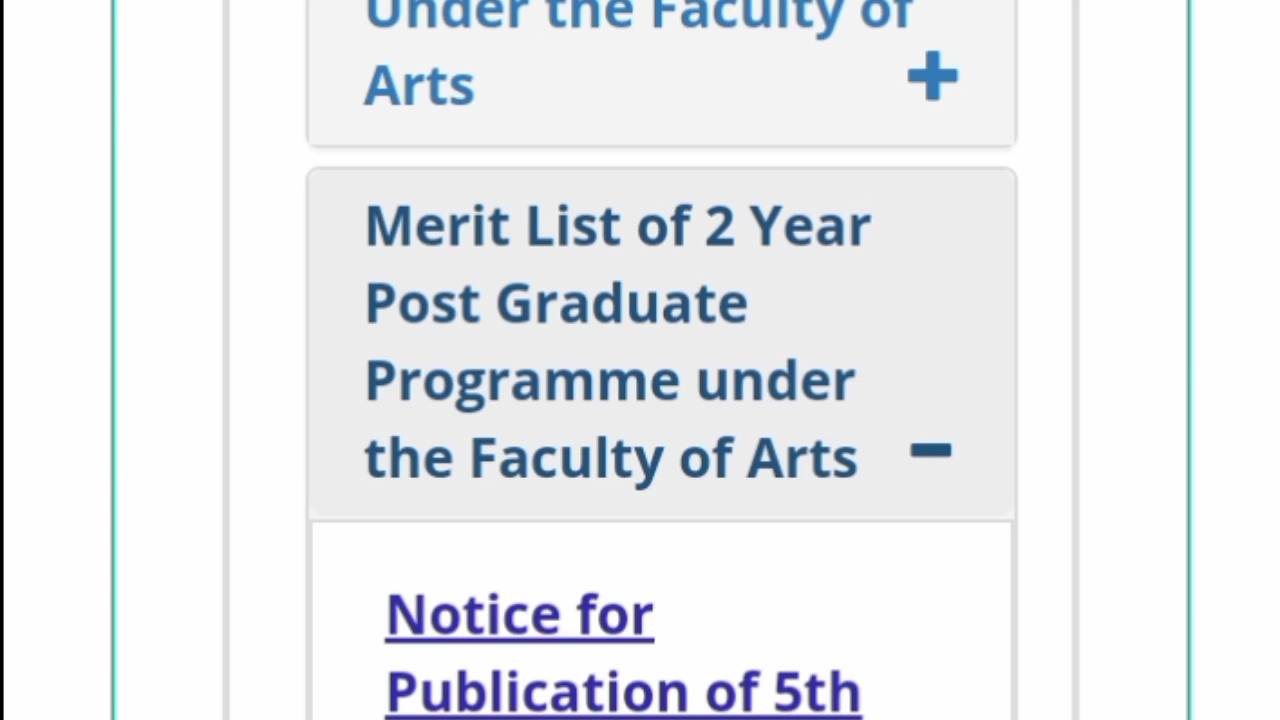 Under the Faculty of
Arts
Merit List of 2 Year
Post Graduate
Programme under
the Faculty of Arts
Notice for
Publication of 5th